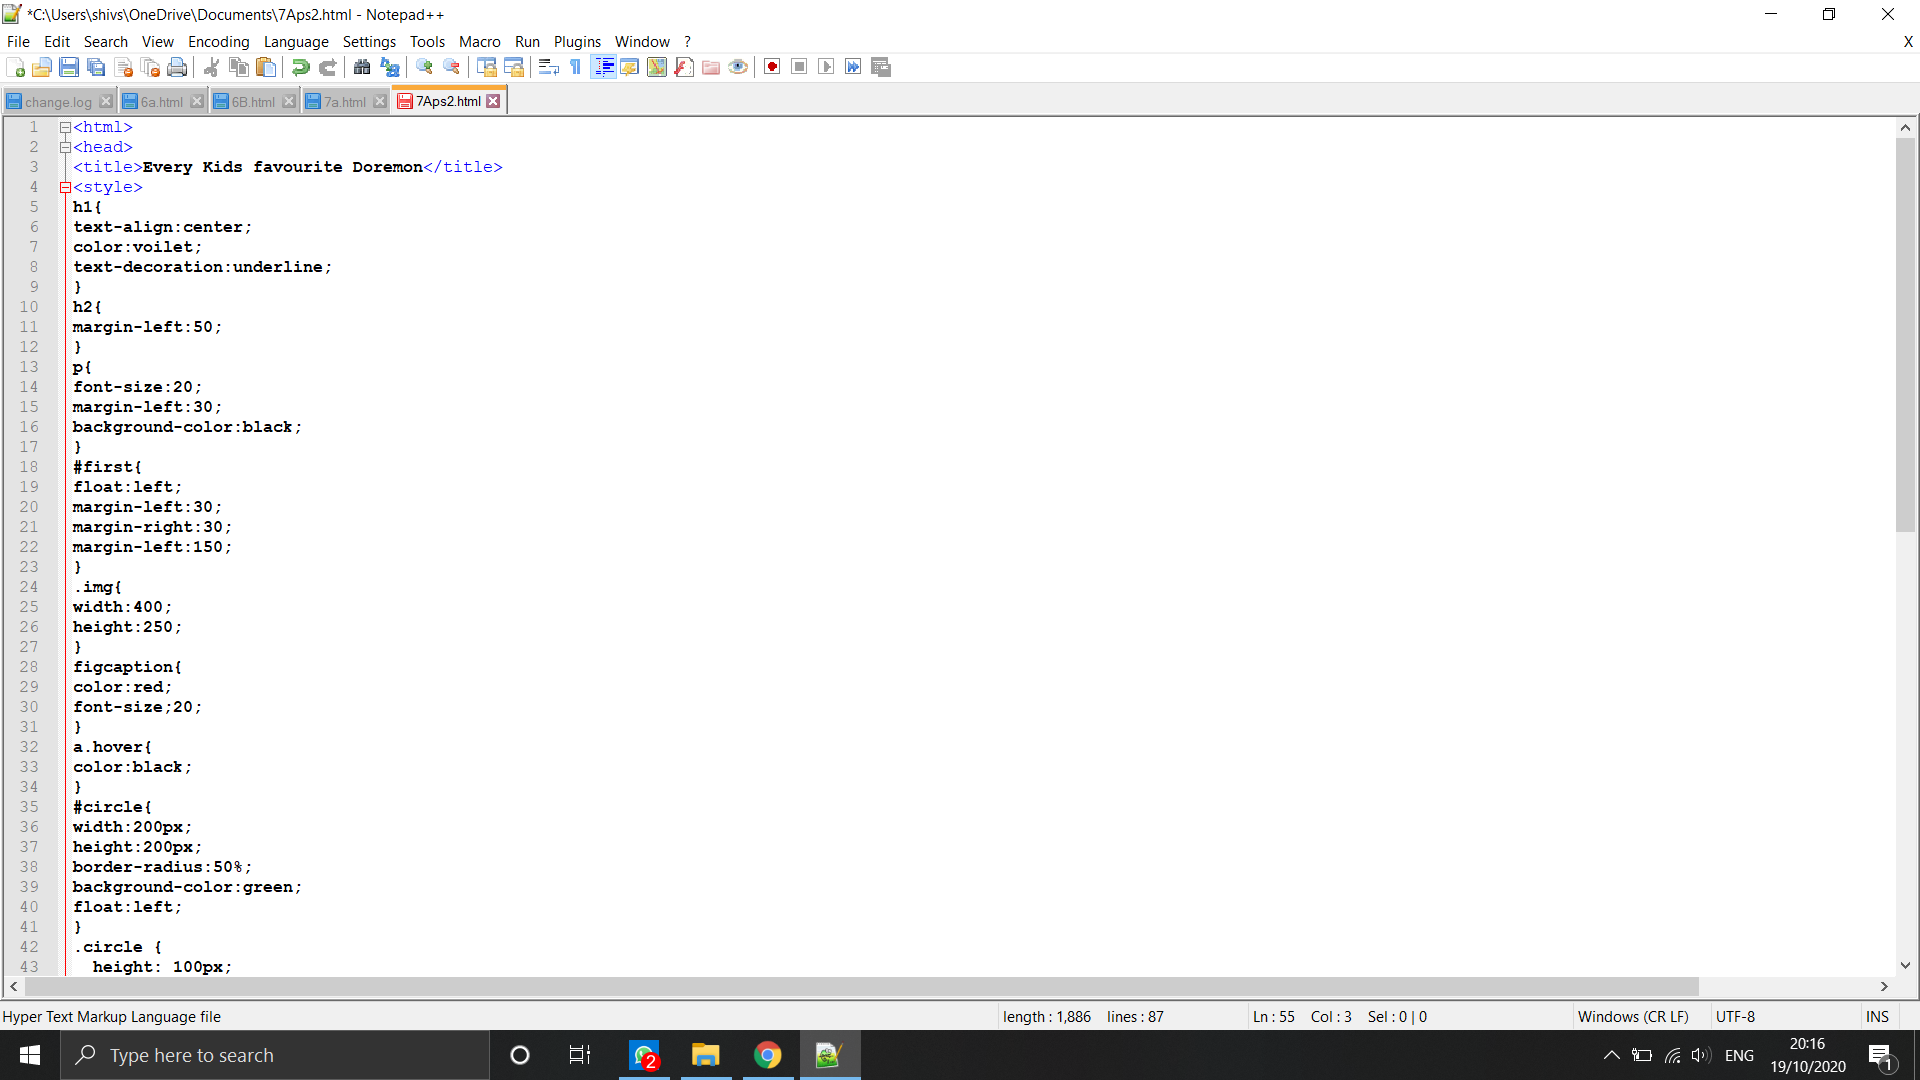 *C:\Users\shivs\OneDrive\Documents\7Aps2.html - Notepad++
File Edit Search View Encoding Language Settings Tools Macro Run Plugins Window ? X
change.log 6a.html 6B.html 7a.html 7Aps2.html
1 <html>
2 <head>
3 <title>Every Kids favourite Doremon</title>
4 <style>
5 h1{
6 text-align:center;
7 color:voilet;
8 text-decoration:underline;
9 }
10 h2{
11 margin-left:50;
12 }
13 p{
14 font-size:20;
15 margin-left:30;
16 background-color:black;
17 }
18 #first{
19 float:left;
20 margin-left:30;
21 margin-right:30;
22 margin-left:150;
23 }
24 .img{
25 width:400;
26 height:250;
27 }
28 figcaption{
29 color:red;
30 font-size;20;
31 }
32 a.hover{
33 color:black;
34 }
35 #circle{
36 width:200px;
37 height:200px;
38 border-radius:50%;
39 background-color:green;
40 float:left;
41 }
42 .circle {
43 height: 100px;
Hyper Text Markup Language file length : 1,886 lines : 87 Ln : 55 Col : 3 Sel : 0 | 0 Windows (CR LF) UTF-8 INS
Type here to search 2 ENG 20:16 19/10/2020 1